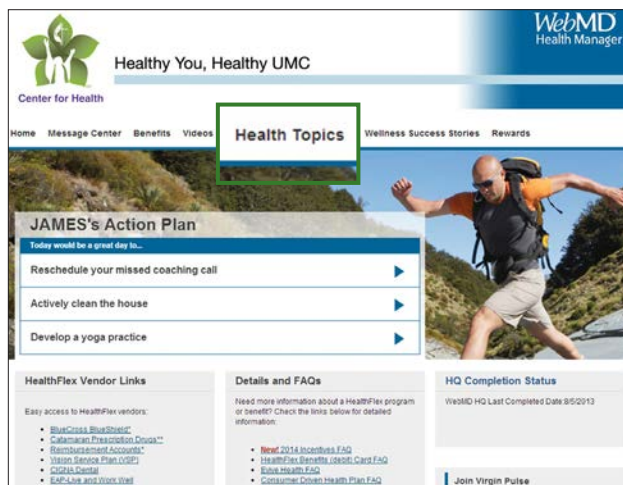 WebMD
Health Manager
Healthy You, Healthy UMC
Center for Health
Home Message Center Benefits Videos Health Topics Wellness Success Stories Rewards
JAMES's Action Plan
Today would be a great day to...
Reschedule your missed coaching call
Actively clean the house
Develop a yoga practice
HealthFlex Vendor Links
Easy access to HealthFlex vendors:
BlueCross BlueShield*
Catamaran Prescription Drugs**
Reimbursement Accounts*
Vision Service Plan (VSP)
CIGNA Dental
EAP-Live and Work Well
Details and FAQs
Need more information about a HealthFlex program
or benefit? Check the links below for detailed
information:
New! 2014 Incentives FAQ
HealthFlex Benefits (debit) Card FAQ
Evive Health FAQ
Consumer Driven Health Plan FAQ
HQ Completion Status
WebMD HQ Last Completed Date:8/5/2013
Join Virgin Pulse